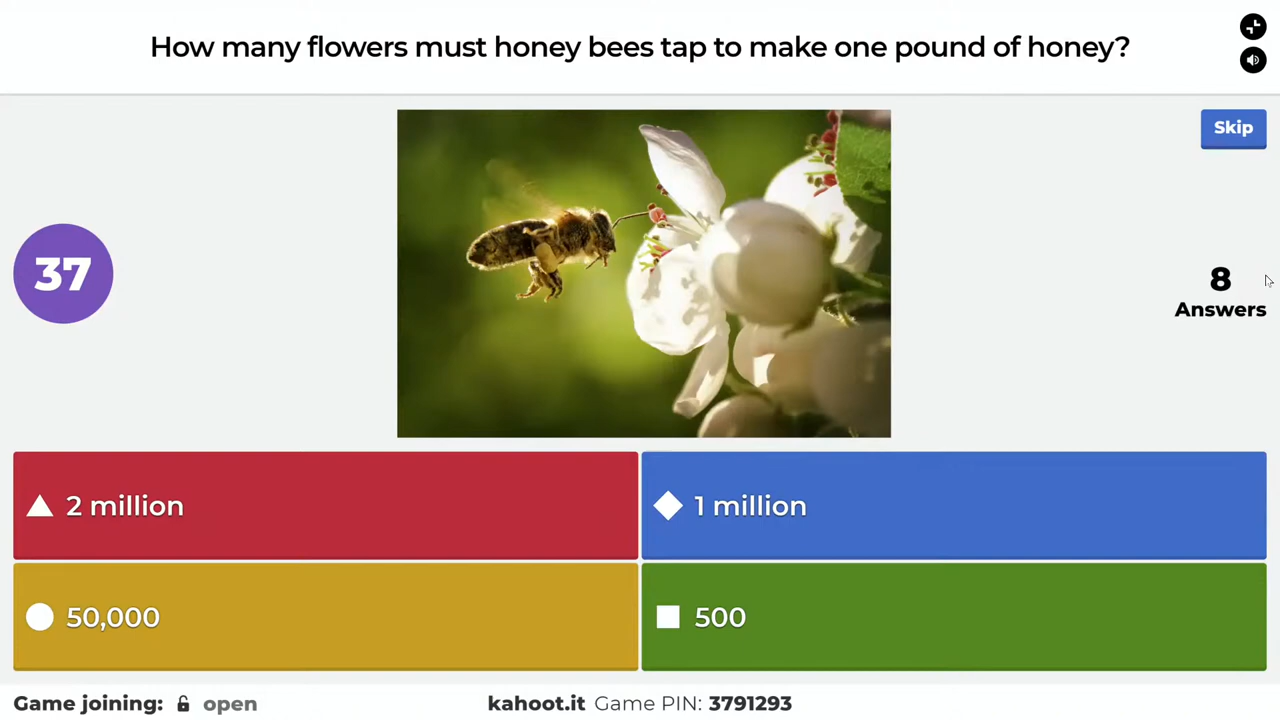 How many flowers must honey bees tap to make one pound of honey?
Skip
37
8
Answers
2 million
1 million
50,000
500
Game joining: open
kahoot.it Game PIN: 3791293